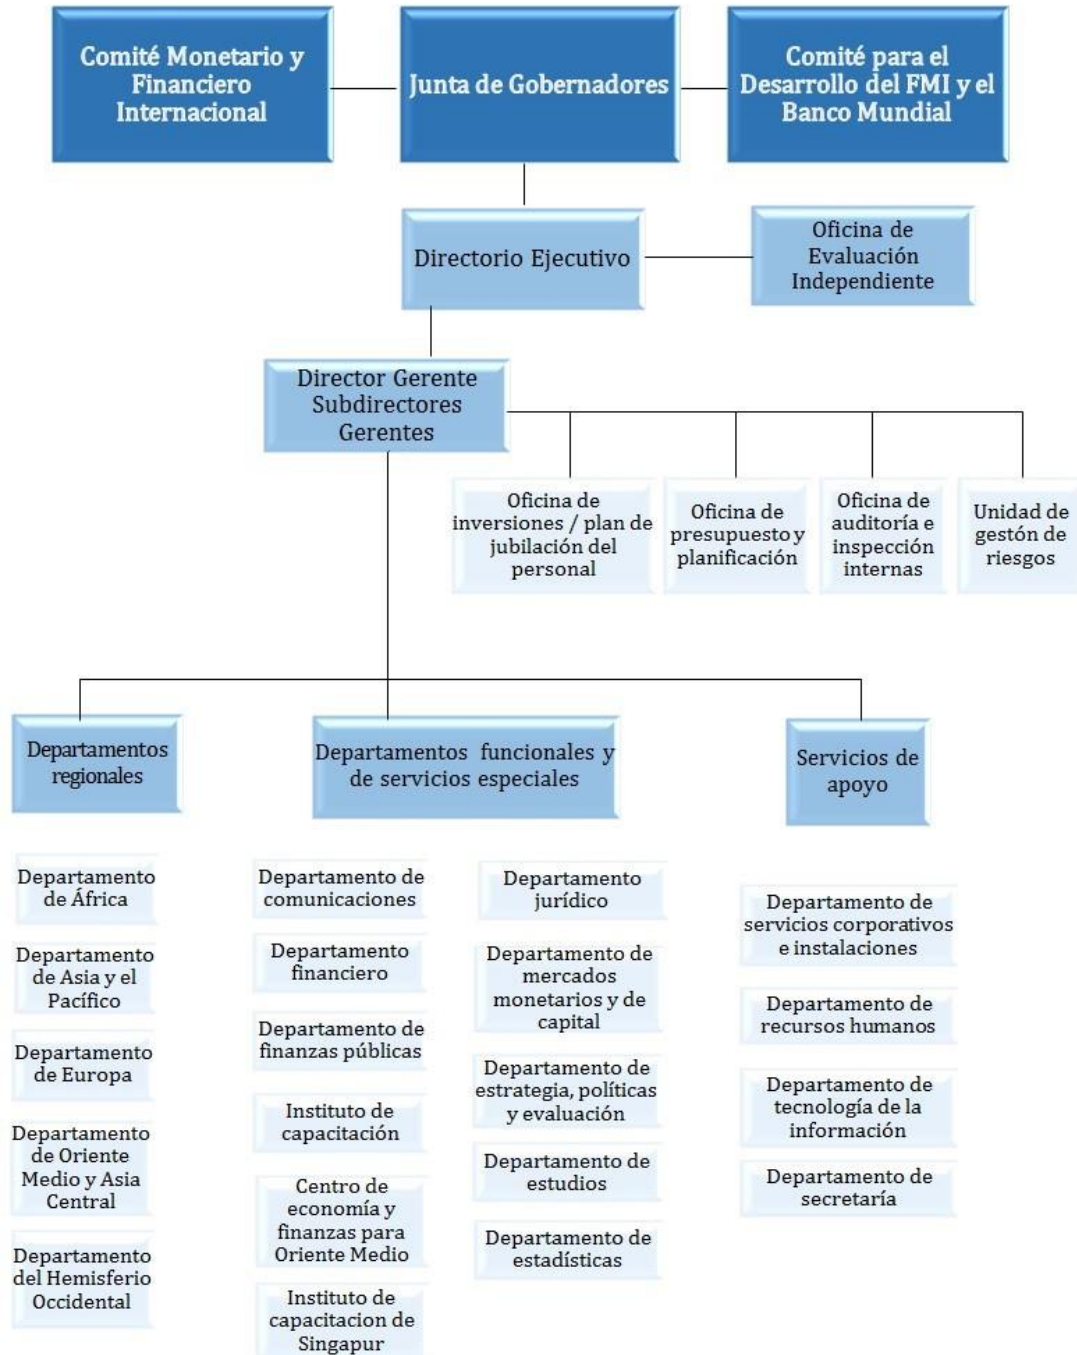 Comité Monetario y
Financiero
Internacional
Junta de Gobernadores
Comité para el
Desarrollo del FMI y el
Banco Mundial
Directorio Ejecutivo
Oficina de
Evaluación
Independiente
Director Gerente
Subdirectores
Gerentes
Oficina de
inversiones / plan de
jubilación del
personal
Oficina de
presupuesto y
planificación
Oficina de
auditoría e
inspección
internas
Unidad de
gestión de
riesgos
Departamentos
regionales
Departamentos funcionales y
de servicios especiales
Servicios de
apoyo
Departamento
de África
Departamento
de Asia y el
Pacífico
Departamento
de Europa
Departamento
de Oriente
Medio y Asia
Central
Departamento
del Hemisferio
Occidental
Departamento de
comunicaciones
Departamento
financiero
Departamento de
finanzas públicas
Instituto de
capacitación
Centro de
economía y
finanzas para
Oriente Medio
Instituto de
capacitacion de
Singapur
Departamento
jurídico
Departamento de
mercados
monetarios y de
capital
Departamento de
estrategia, políticas
y evaluación
Departamento de
estudios
Departamento de
estadísticas
Departamento de
servicios corporativos
e instalaciones
Departamento de
recursos humanos
Departamento de
tecnología de la
información
Departamento de
secretaría